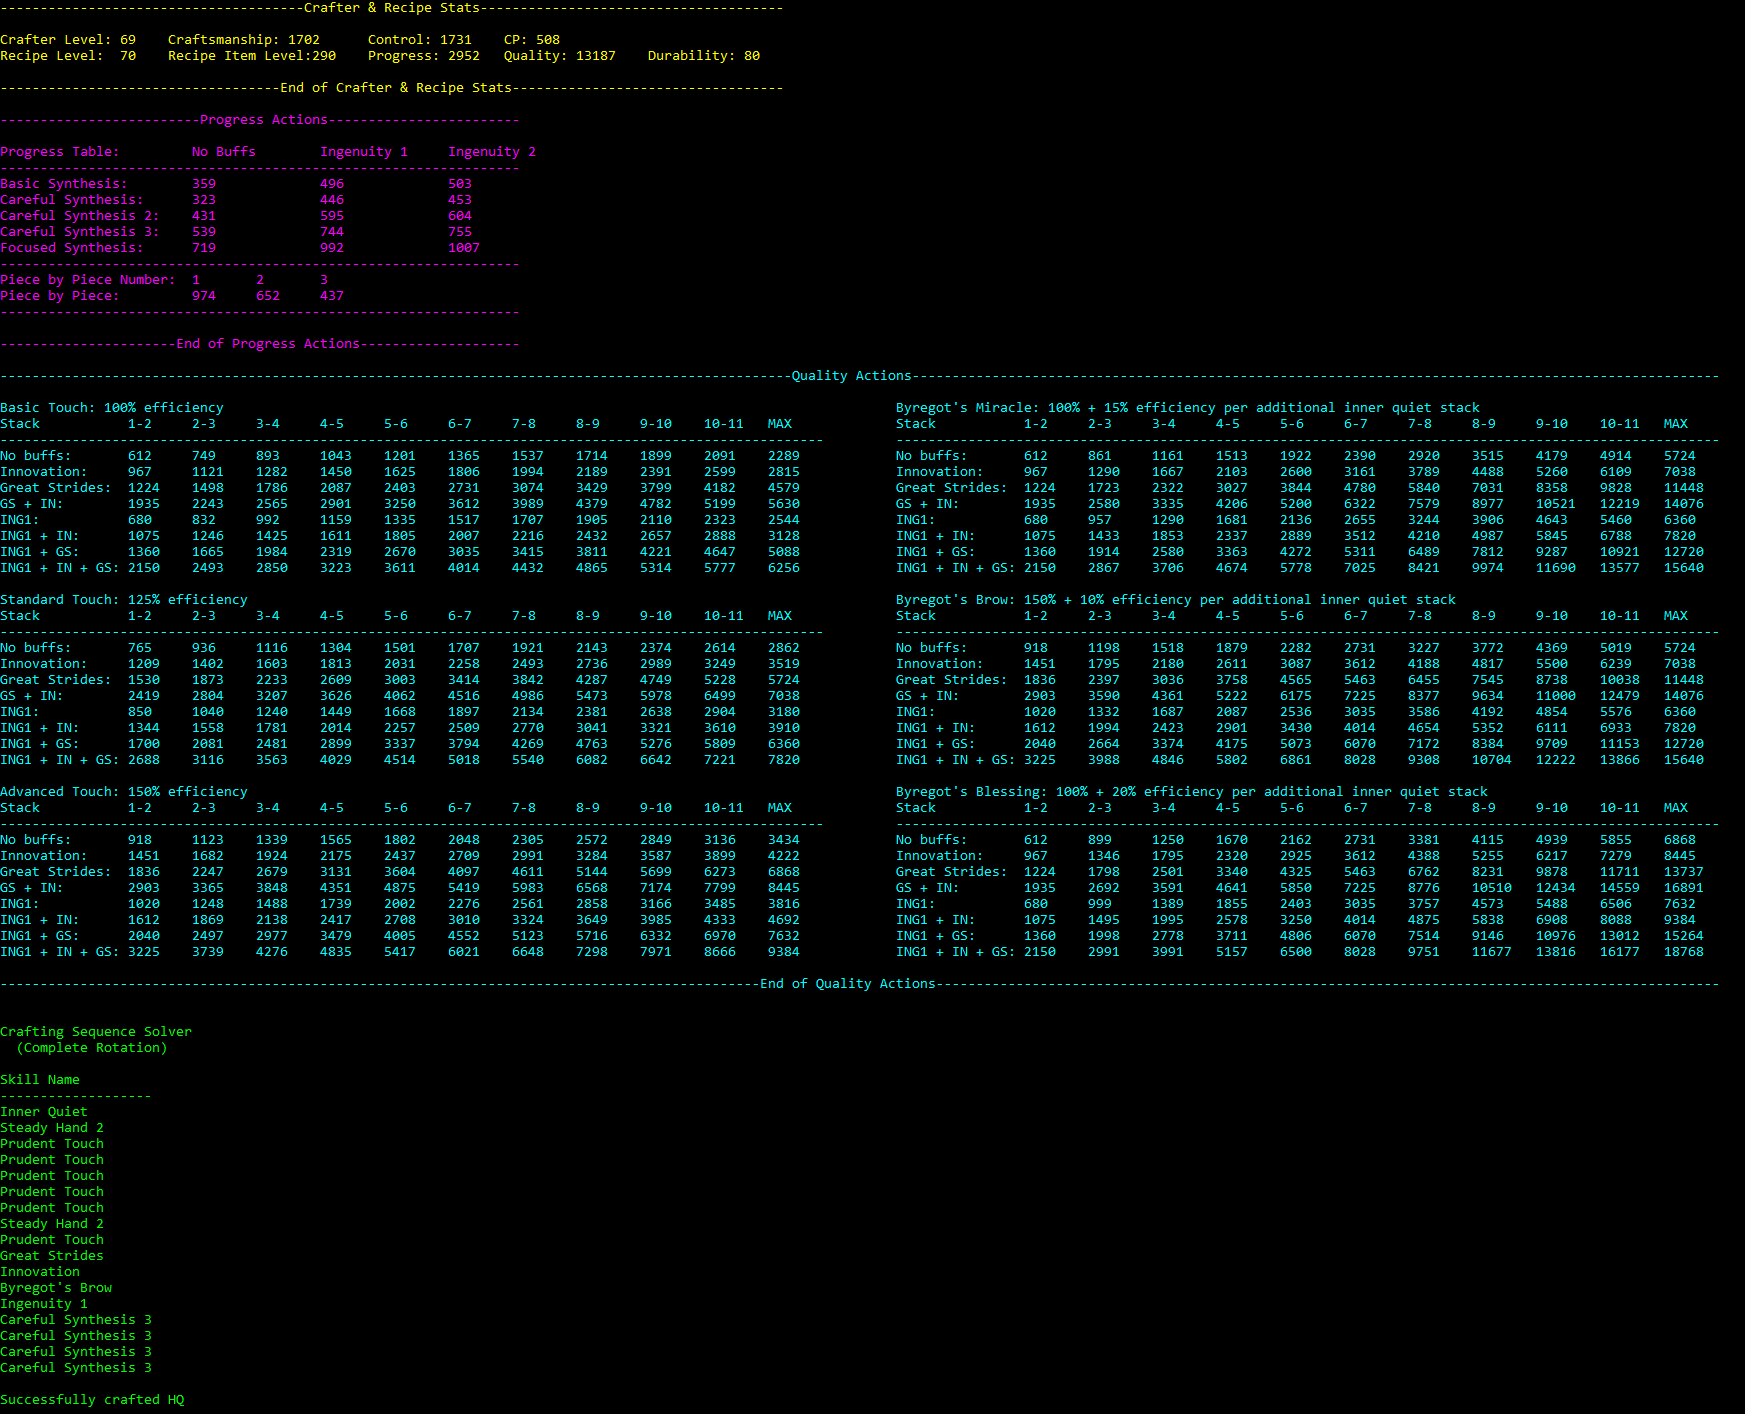 --------------------------------------Crafter & Recipe Stats--------------------------------------
Crafter Level: 69    Craftsmanship: 1702      Control: 1731    CP: 508
Recipe Level:  70    Recipe Item Level:290    Progress: 2952   Quality: 13187    Durability: 80
-----------------------------------End of Crafter & Recipe Stats----------------------------------
-------------------------Progress Actions------------------------
Progress Table:         No Buffs        Ingenuity 1     Ingenuity 2
-----------------------------------------------------------------
Basic Synthesis:        359             496             503
Careful Synthesis:      323             446             453
Careful Synthesis 2:    431             595             604
Careful Synthesis 3:    539             744             755
Focused Synthesis:      719             992             1007
-----------------------------------------------------------------
Piece by Piece Number:  1       2       3
Piece by Piece:         974     652     437
-----------------------------------------------------------------
----------------------End of Progress Actions--------------------
---------------------------------------------------------------------------------------------------Quality Actions-----------------------------------------------------------------------------------------------------
Basic Touch: 100% efficiency
Stack           1-2     2-3     3-4     4-5     5-6     6-7     7-8     8-9     9-10    10-11   MAX
No buffs:       612     749     893     1043    1201    1365    1537    1714    1899    2091    2289
Innovation:     967     1121    1282    1450    1625    1806    1994    2189    2391    2599    2815
Great Strides:  1224    1498    1786    2087    2403    2731    3074    3429    3799    4182    4579
GS + IN:        1935    2243    2565    2901    3250    3612    3989    4379    4782    5199    5630
ING1:           680     832     992     1159    1335    1517    1707    1905    2110    2323    2544
ING1 + IN:      1075    1246    1425    1611    1805    2007    2216    2432    2657    2888    3128
ING1 + GS:      1360    1665    1984    2319    2670    3035    3415    3811    4221    4647    5088
ING1 + IN + GS: 2150    2493    2850    3223    3611    4014    4432    4865    5314    5777    6256
Byregot's Miracle: 100% + 15% efficiency per additional inner quiet stack
Stack           1-2     2-3     3-4     4-5     5-6     6-7     7-8     8-9     9-10    10-11   MAX
No buffs:       612     861     1161    1513    1922    2390    2920    3515    4179    4914    5724
Innovation:     967     1290    1667    2103    2600    3161    3789    4488    5260    6109    7038
Great Strides:  1224    1723    2322    3027    3844    4780    5840    7031    8358    9828    11448
GS + IN:        1935    2580    3335    4206    5200    6322    7579    8977    10521   12219   14076
ING1:           680     957     1290    1681    2136    2655    3244    3906    4643    5460    6360
ING1 + IN:      1075    1433    1853    2337    2889    3512    4210    4987    5845    6788    7820
ING1 + GS:      1360    1914    2580    3363    4272    5311    6489    7812    9287    10921   12720
ING1 + IN + GS: 2150    2867    3706    4674    5778    7025    8421    9974    11690   13577   15640
Standard Touch: 125% efficiency
Stack           1-2     2-3     3-4     4-5     5-6     6-7     7-8     8-9     9-10    10-11   MAX
No buffs:       765     936     1116    1304    1501    1707    1921    2143    2374    2614    2862
Innovation:     1209    1402    1603    1813    2031    2258    2493    2736    2989    3249    3519
Great Strides:  1530    1873    2233    2609    3003    3414    3842    4287    4749    5228    5724
GS + IN:        2419    2804    3207    3626    4062    4516    4986    5473    5978    6499    7038
ING1:           850     1040    1240    1449    1668    1897    2134    2381    2638    2904    3180
ING1 + IN:      1344    1558    1781    2014    2257    2509    2770    3041    3321    3610    3910
ING1 + GS:      1700    2081    2481    2899    3337    3794    4269    4763    5276    5809    6360
ING1 + IN + GS: 2688    3116    3563    4029    4514    5018    5540    6082    6642    7221    7820
Byregot's Brow: 150% + 10% efficiency per additional inner quiet stack
Stack           1-2     2-3     3-4     4-5     5-6     6-7     7-8     8-9     9-10    10-11   MAX
No buffs:       918     1198    1518    1879    2282    2731    3227    3772    4369    5019    5724
Innovation:     1451    1795    2180    2611    3087    3612    4188    4817    5500    6239    7038
Great Strides:  1836    2397    3036    3758    4565    5463    6455    7545    8738    10038   11448
GS + IN:        2903    3590    4361    5222    6175    7225    8377    9634    11000   12479   14076
ING1:           1020    1332    1687    2087    2536    3035    3586    4192    4854    5576    6360
ING1 + IN:      1612    1994    2423    2901    3430    4014    4654    5352    6111    6933    7820
ING1 + GS:      2040    2664    3374    4175    5073    6070    7172    8384    9709    11153   12720
ING1 + IN + GS: 3225    3988    4846    5802    6861    8028    9308    10704   12222   13866   15640
Advanced Touch: 150% efficiency
Stack           1-2     2-3     3-4     4-5     5-6     6-7     7-8     8-9     9-10    10-11   MAX
No buffs:       918     1123    1339    1565    1802    2048    2305    2572    2849    3136    3434
Innovation:     1451    1682    1924    2175    2437    2709    2991    3284    3587    3899    4222
Great Strides:  1836    2247    2679    3131    3604    4097    4611    5144    5699    6273    6868
GS + IN:        2903    3365    3848    4351    4875    5419    5983    6568    7174    7799    8445
ING1:           1020    1248    1488    1739    2002    2276    2561    2858    3166    3485    3816
ING1 + IN:      1612    1869    2138    2417    2708    3010    3324    3649    3985    4333    4692
ING1 + GS:      2040    2497    2977    3479    4005    4552    5123    5716    6332    6970    7632
ING1 + IN + GS: 3225    3739    4276    4835    5417    6021    6648    7298    7971    8666    9384
Byregot's Blessing: 100% + 20% efficiency per additional inner quiet stack
Stack           1-2     2-3     3-4     4-5     5-6     6-7     7-8     8-9     9-10    10-11   MAX
No buffs:       612     899     1250    1670    2162    2731    3381    4115    4939    5855    6868
Innovation:     967     1346    1795    2320    2925    3612    4388    5255    6217    7279    8445
Great Strides:  1224    1798    2501    3340    4325    5463    6762    8231    9878    11711   13737
GS + IN:        1935    2692    3591    4641    5850    7225    8776    10510   12434   14559   16891
ING1:           680     999     1389    1855    2403    3035    3757    4573    5488    6506    7632
ING1 + IN:      1075    1495    1995    2578    3250    4014    4875    5838    6908    8088    9384
ING1 + GS:      1360    1998    2778    3711    4806    6070    7514    9146    10976   13012   15264
ING1 + IN + GS: 2150    2991    3991    5157    6500    8028    9751    11677   13816   16177   18768
-----------------------------------------------------------------------------------------------End of Quality Actions--------------------------------------------------------------------------------------------------
Crafting Sequence Solver
(Complete Rotation)
Skill Name
-------------------
Inner Quiet
Steady Hand 2
Prudent Touch
Prudent Touch
Prudent Touch
Prudent Touch
Prudent Touch
Steady Hand 2
Prudent Touch
Great Strides
Innovation
Byregot's Brow
Ingenuity 1
Careful Synthesis 3
Careful Synthesis 3
Careful Synthesis 3
Careful Synthesis 3
Successfully crafted HQ